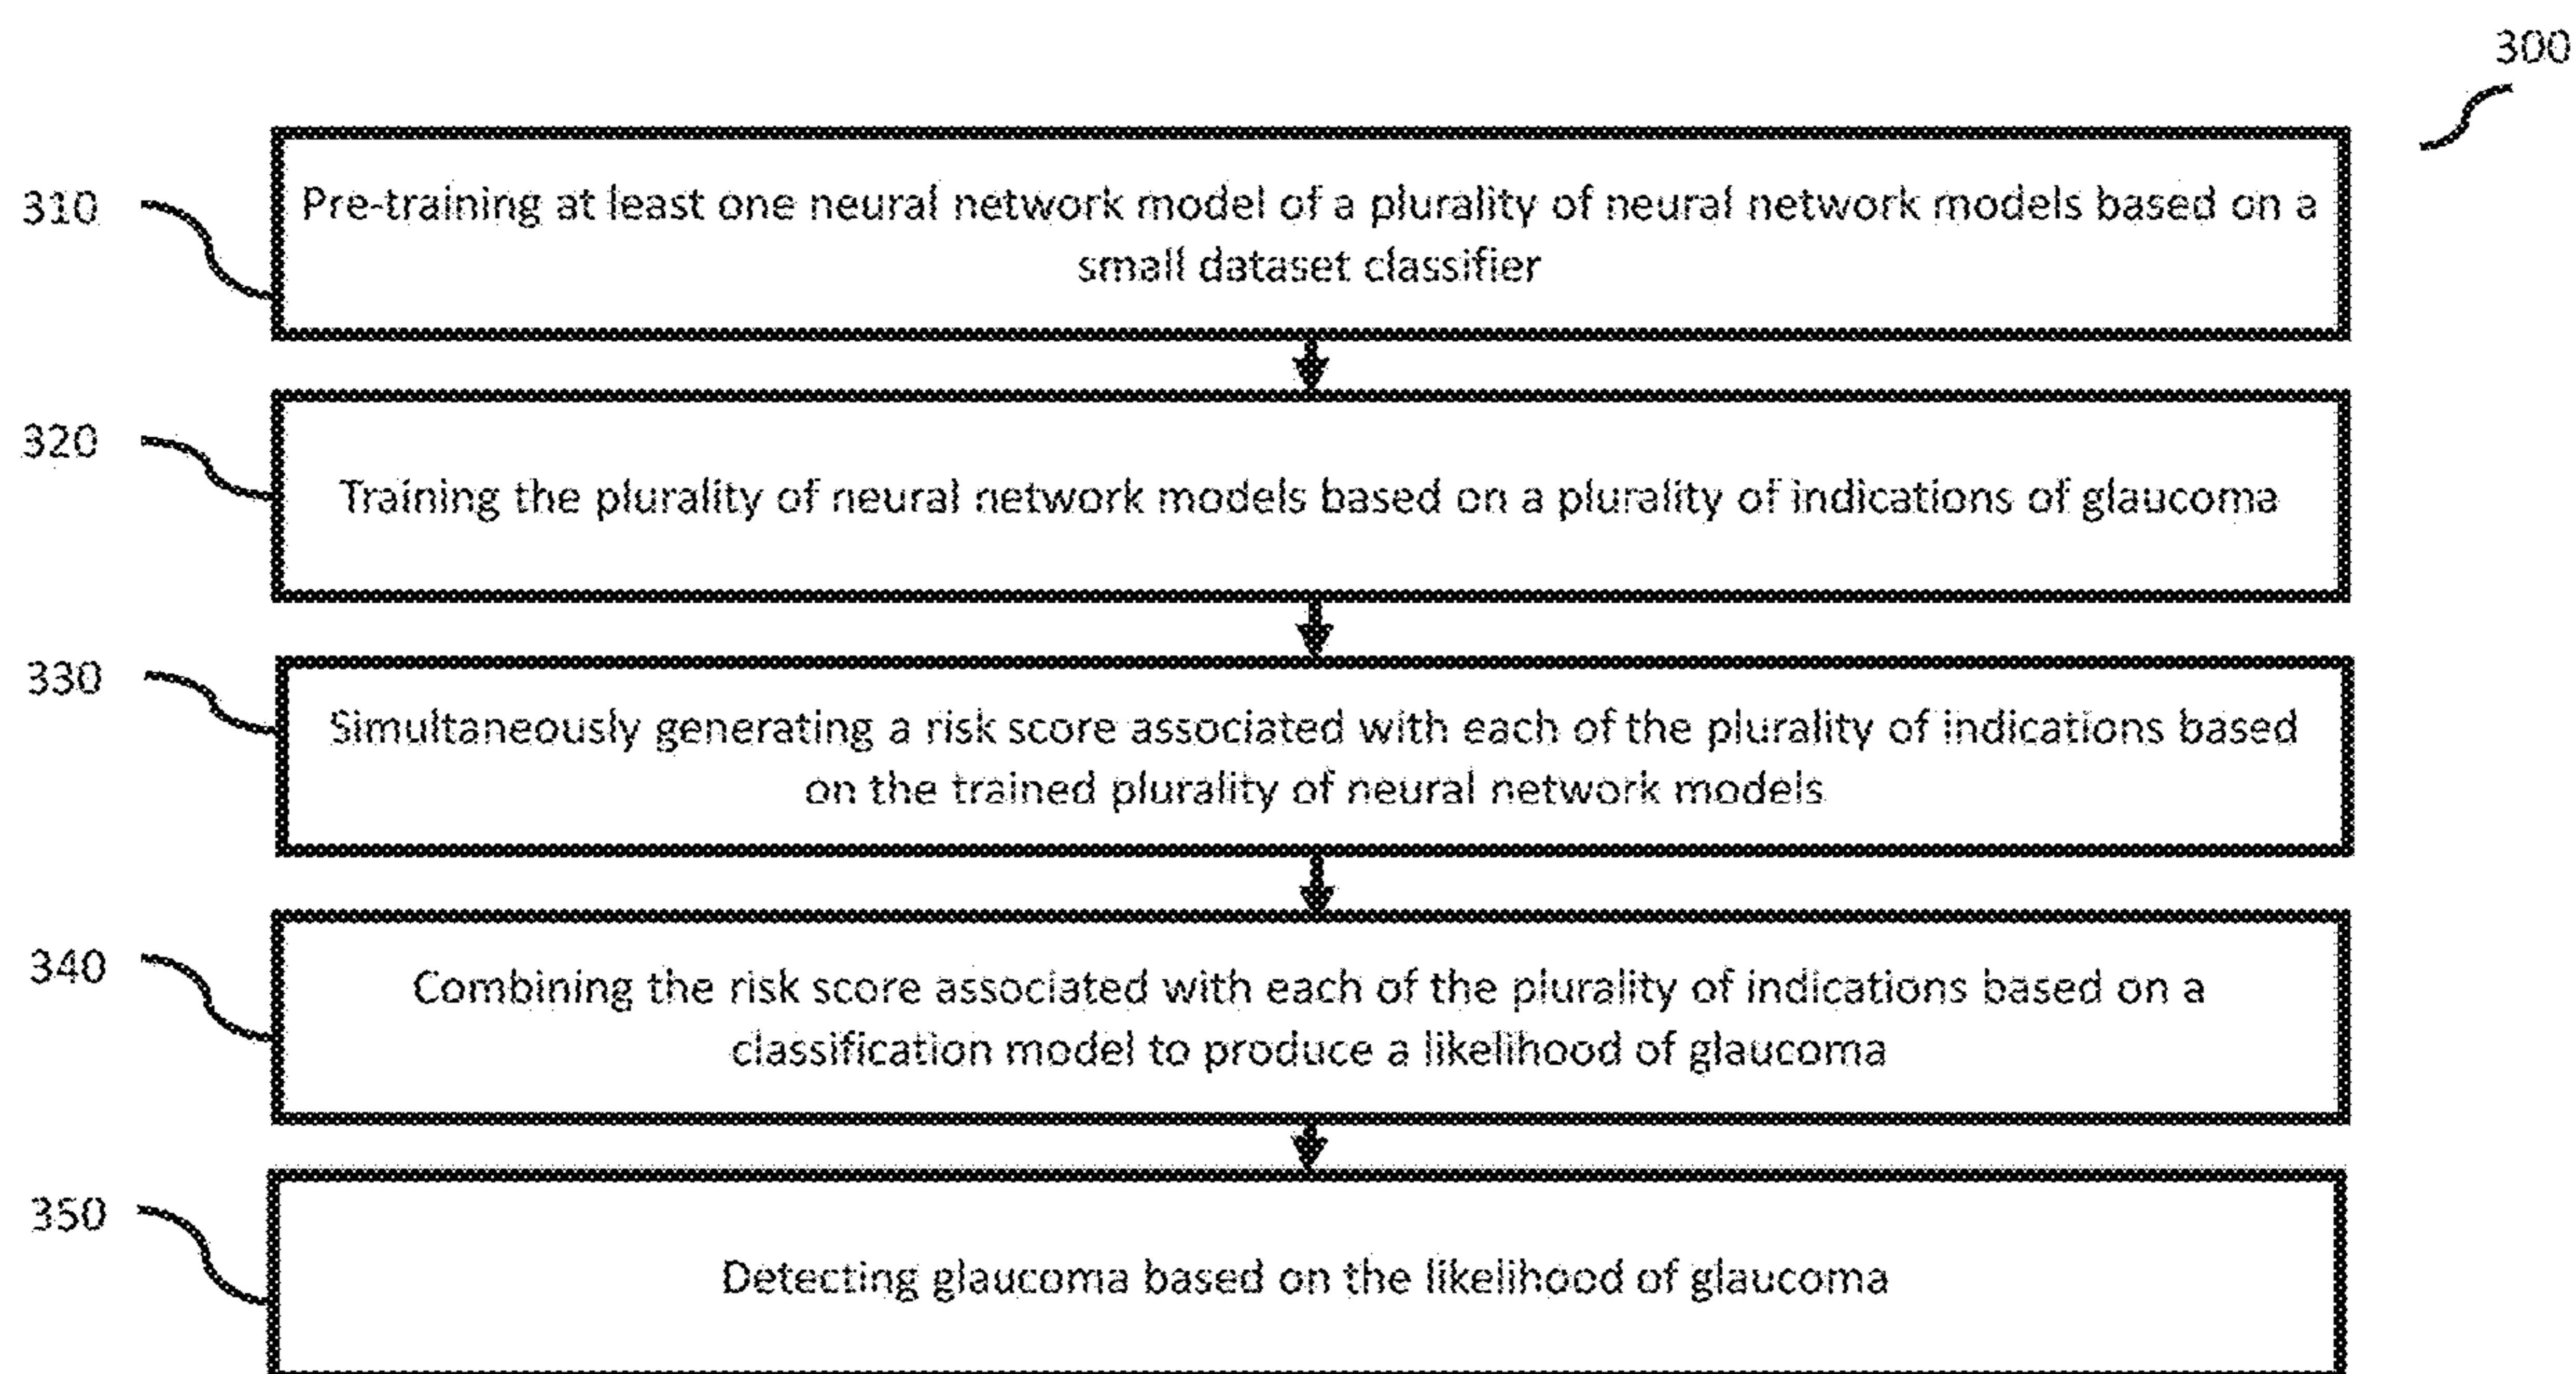 300
310
Pre-training at least one neural network model of a plurality of neural network models based on a
small dataset classifier
320
Training the plurality of neural network models based on a plurality of indications of glaucoma
330
Simultaneously generating a risk score associated with each of the plurality of indications based
on the trained plurality of neural network models
340
Combining the risk score associated with each of the plurality of indications based on a
classification model to produce a likelihood of glaucoma
350
Detecting glaucoma based on the likelihood of glaucoma